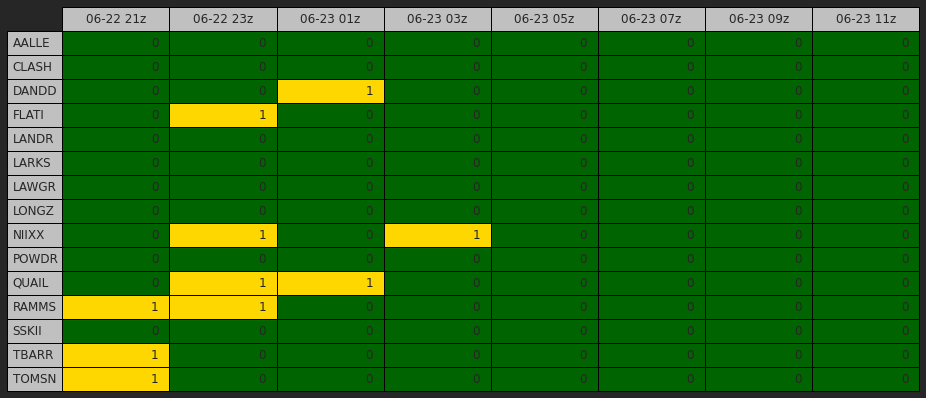 06-22 21z 06-22 23z 06-23 01z 06-23 03z 06-23 05z 06-23 07z 06-23 09z 06-23 11z
AALLE 0 0 0 0 0 0 0 0
CLASH 0 0 0 0 0 0 0 0
DANDD 0 0 1 0 0 0 0 0
FLATI 0 1 0 0 0 0 0 0
LANDR 0 0 0 0 0 0 0 0
LARKS 0 0 0 0 0 0 0 0
LAWGR 0 0 0 0 0 0 0 0
LONGZ 0 0 0 0 0 0 0 0
NIIXX 0 1 0 1 0 0 0 0
POWDR 0 0 0 0 0 0 0 0
QUAIL 0 1 1 0 0 0 0 0
RAMMS 1 1 0 0 0 0 0 0
SSKII 0 0 0 0 0 0 0 0
TBARR 1 0 0 0 0 0 0 0
TOMSN 1 0 0 0 0 0 0 0